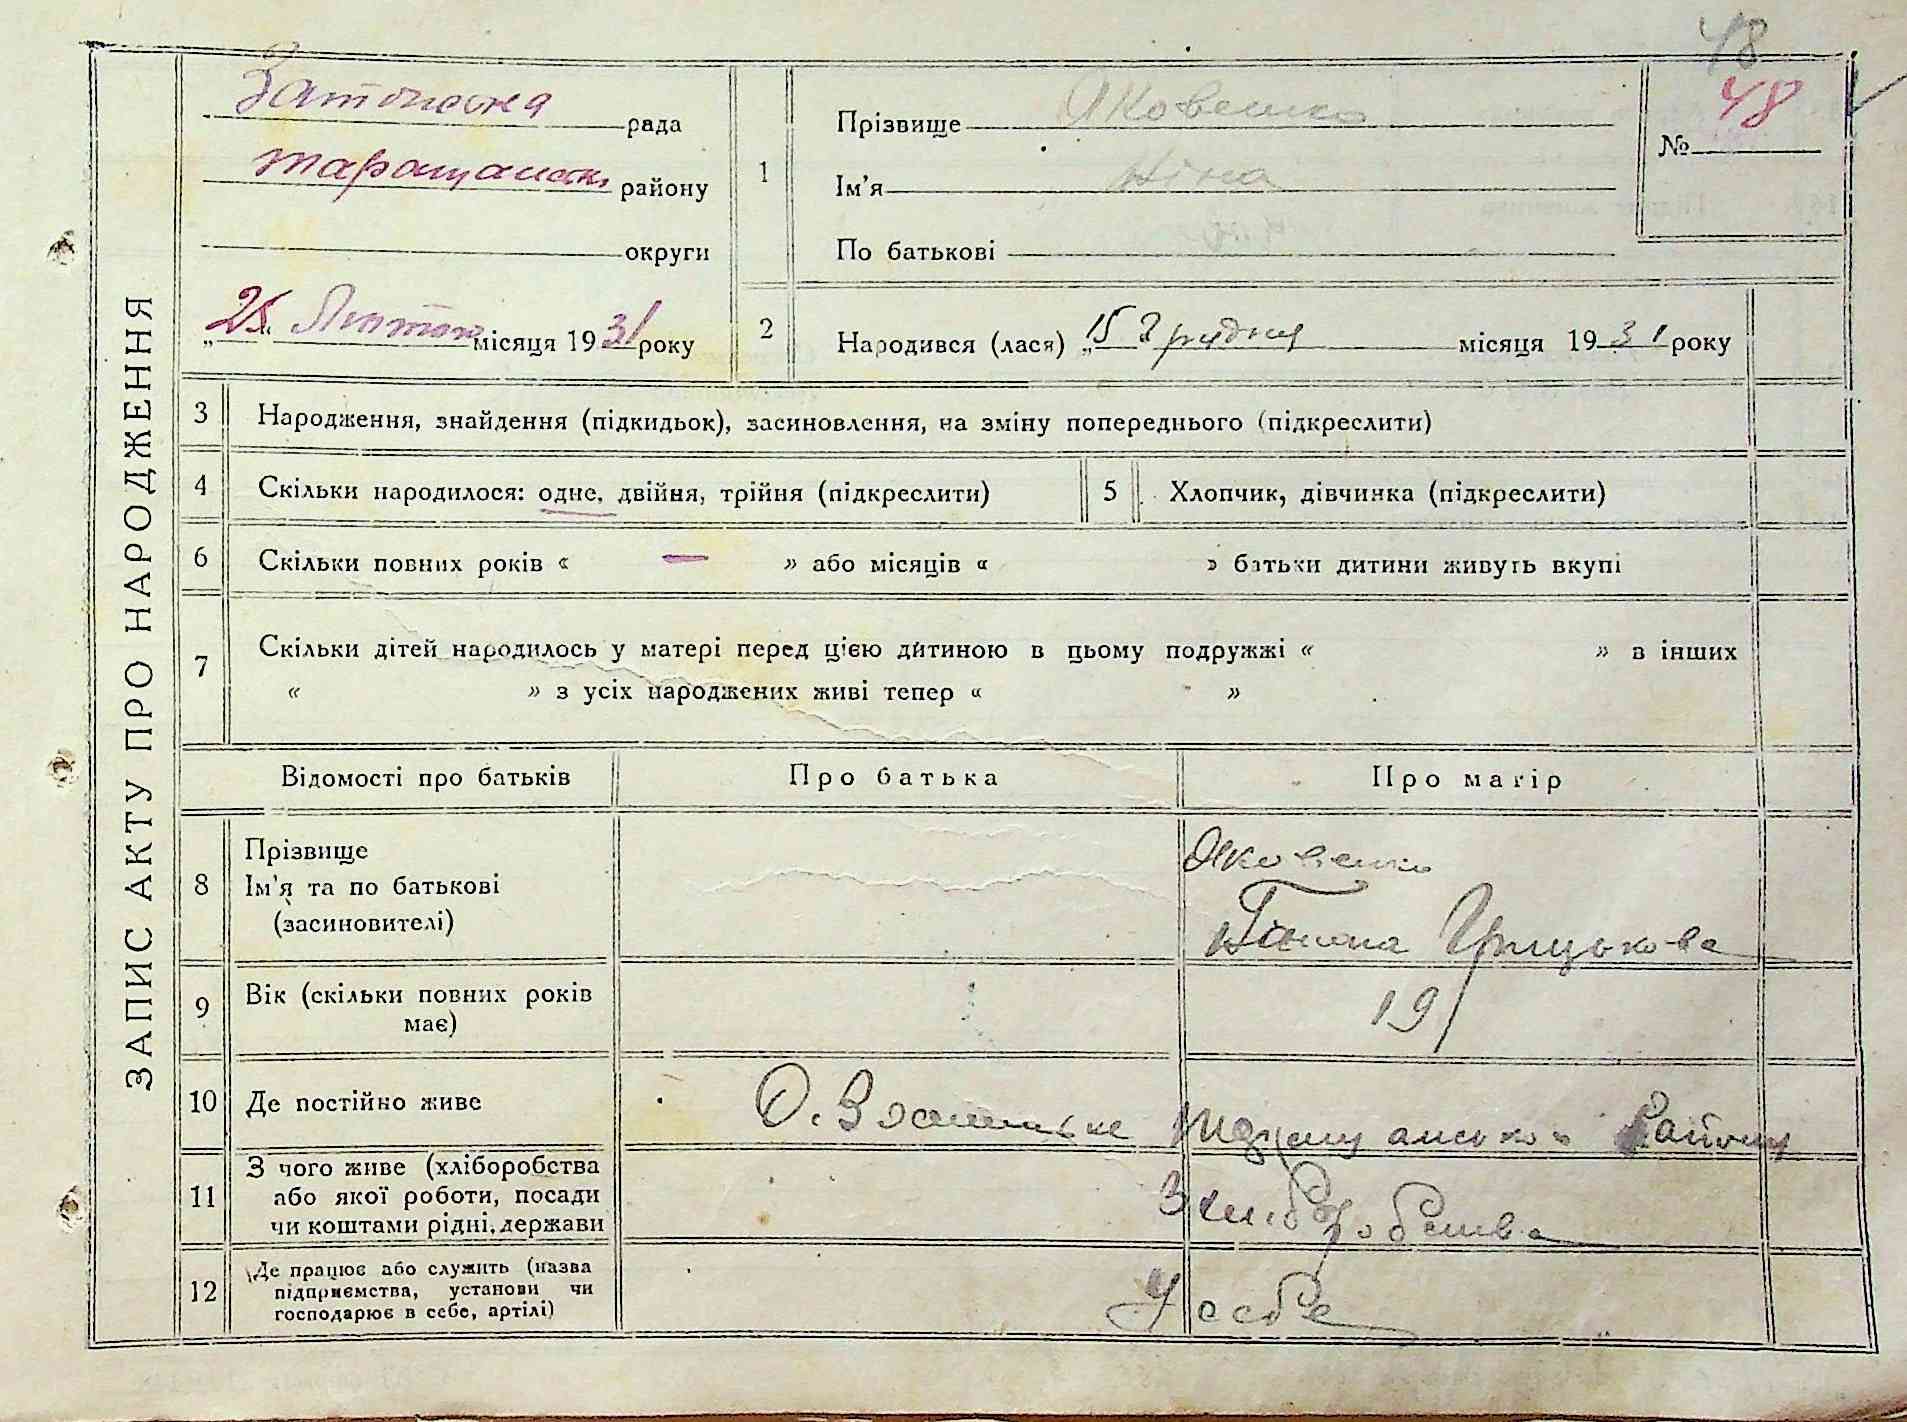 48
рада
району
округи
„25“ Лютого місяця 1931 року
ЗАПИС АКТУ ПРО НАРОДЖЕННЯ
1
Прізвище Яковенко
Ім’я Ніна
По батькові
№ 48
2
Народився (лася) „15 Грудня місяця 1931 року
3 Народження, знайдення (підкидьок), засиновлення, на зміну попереднього (підкреслити)
4 Скільки народилося: одне, двійня, трійня (підкреслити)
5 Хлопчик, дівчинка (підкреслити)
6 Скільки повних років « — » або місяців « » батьки дитини живуть вкупі
7 Скільки дітей народилось у матері перед цією дитиною в цьому подружжі « » в інших
« » з усіх народжених живі тепер « »
Відомості про батьків Про батька Про матір
8 Прізвище
Ім’я та по батькові
(засиновителі)
Яковенко
Грицькова
9 Вік (скільки повних років
має)
19
10 Де постійно живе
Таращанського Району
11 З чого живе (хліборобства
або якої роботи, посади
чи коштами рідні, держави
З хліборобства
12 Де працює або служить (назва
підприємства, установи чи
господарює в себе, артілі)
У себе